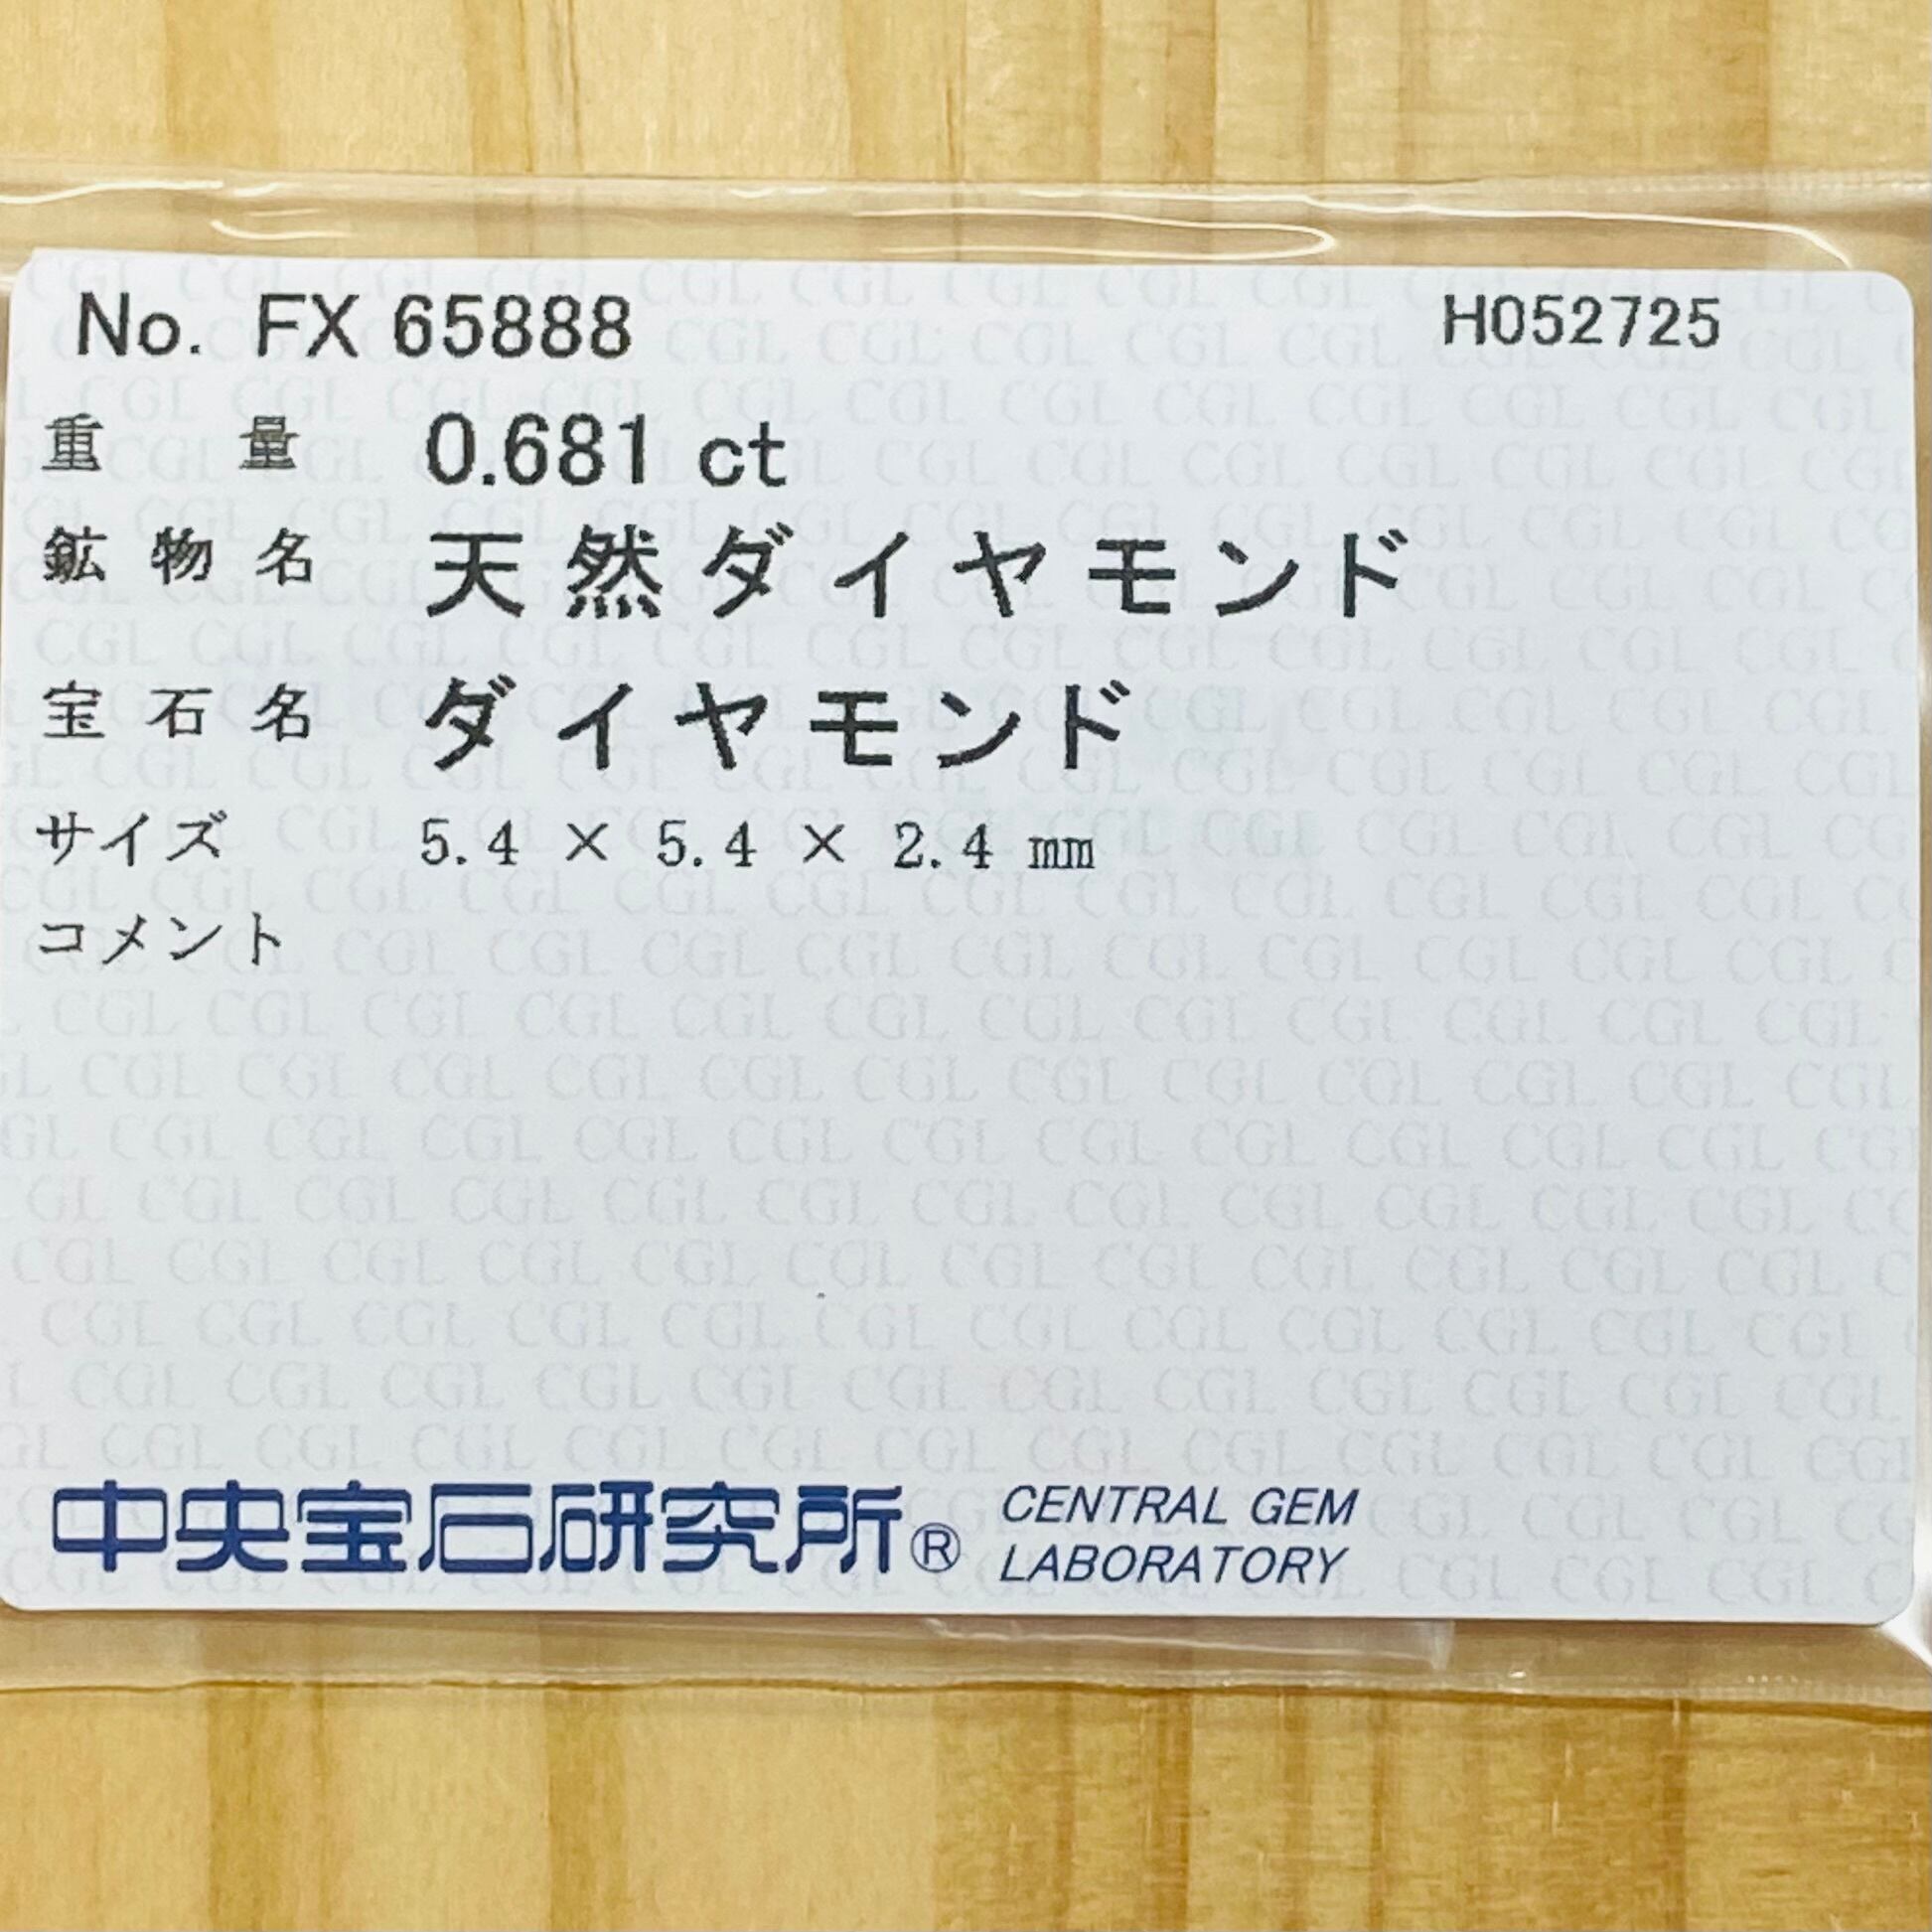 No. FX 65888 H052725
重量 0.681 ct
鉱物名 天然ダイヤモンド
宝石名 ダイヤモンド
サイズ 5.4 × 5.4 × 2.4 mm
コメント
中央宝石研究所® CENTRAL GEM
LABORATORY